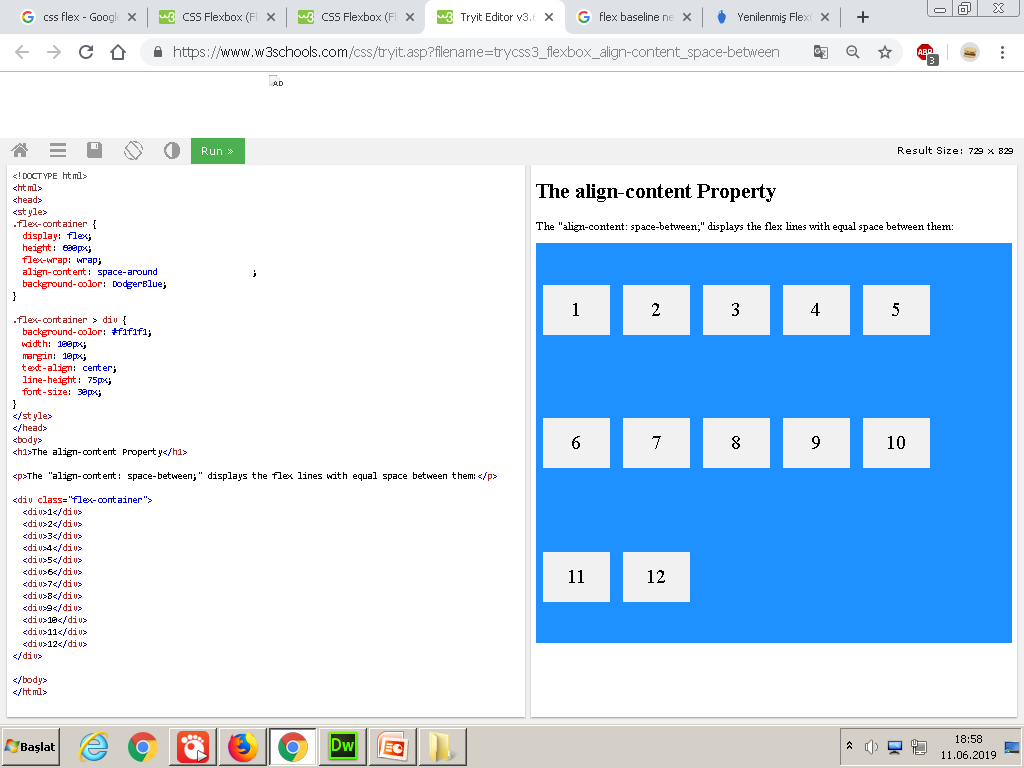 css flex - Google
CSS Flexbox (Fl
CSS Flexbox (Fl
Tryit Editor v3.6
flex baseline ne
Yenilenmiş Flex
https://www.w3schools.com/css/tryit.asp?filename=trycss3_flexbox_align-content_space-between
ABP
3
AD
Run »
Result Size: 729 x 829
<!DOCTYPE html>
<html>
<head>
<style>
.flex-container {
  display: flex;
  height: 600px;
  flex-wrap: wrap;
  align-content: space-around                   ;
  background-color: DodgerBlue;
}

.flex-container > div {
  background-color: #f1f1f1;
  width: 100px;
  margin: 10px;
  text-align: center;
  line-height: 75px;
  font-size: 30px;
}
</style>
</head>
<body>
<h1>The align-content Property</h1>

<p>The "align-content: space-between;" displays the flex lines with equal space between them:</p>

<div class="flex-container">
  <div>1</div>
  <div>2</div>
  <div>3</div>
  <div>4</div>
  <div>5</div>
  <div>6</div>
  <div>7</div>
  <div>8</div>
  <div>9</div>
  <div>10</div>
  <div>11</div>
  <div>12</div>
</div>

</body>
</html>
The align-content Property
The "align-content: space-between;" displays the flex lines with equal space between them:
1 2 3 4 5
6 7 8 9 10
11 12
Başlat
Dw
18:58
11.06.2019